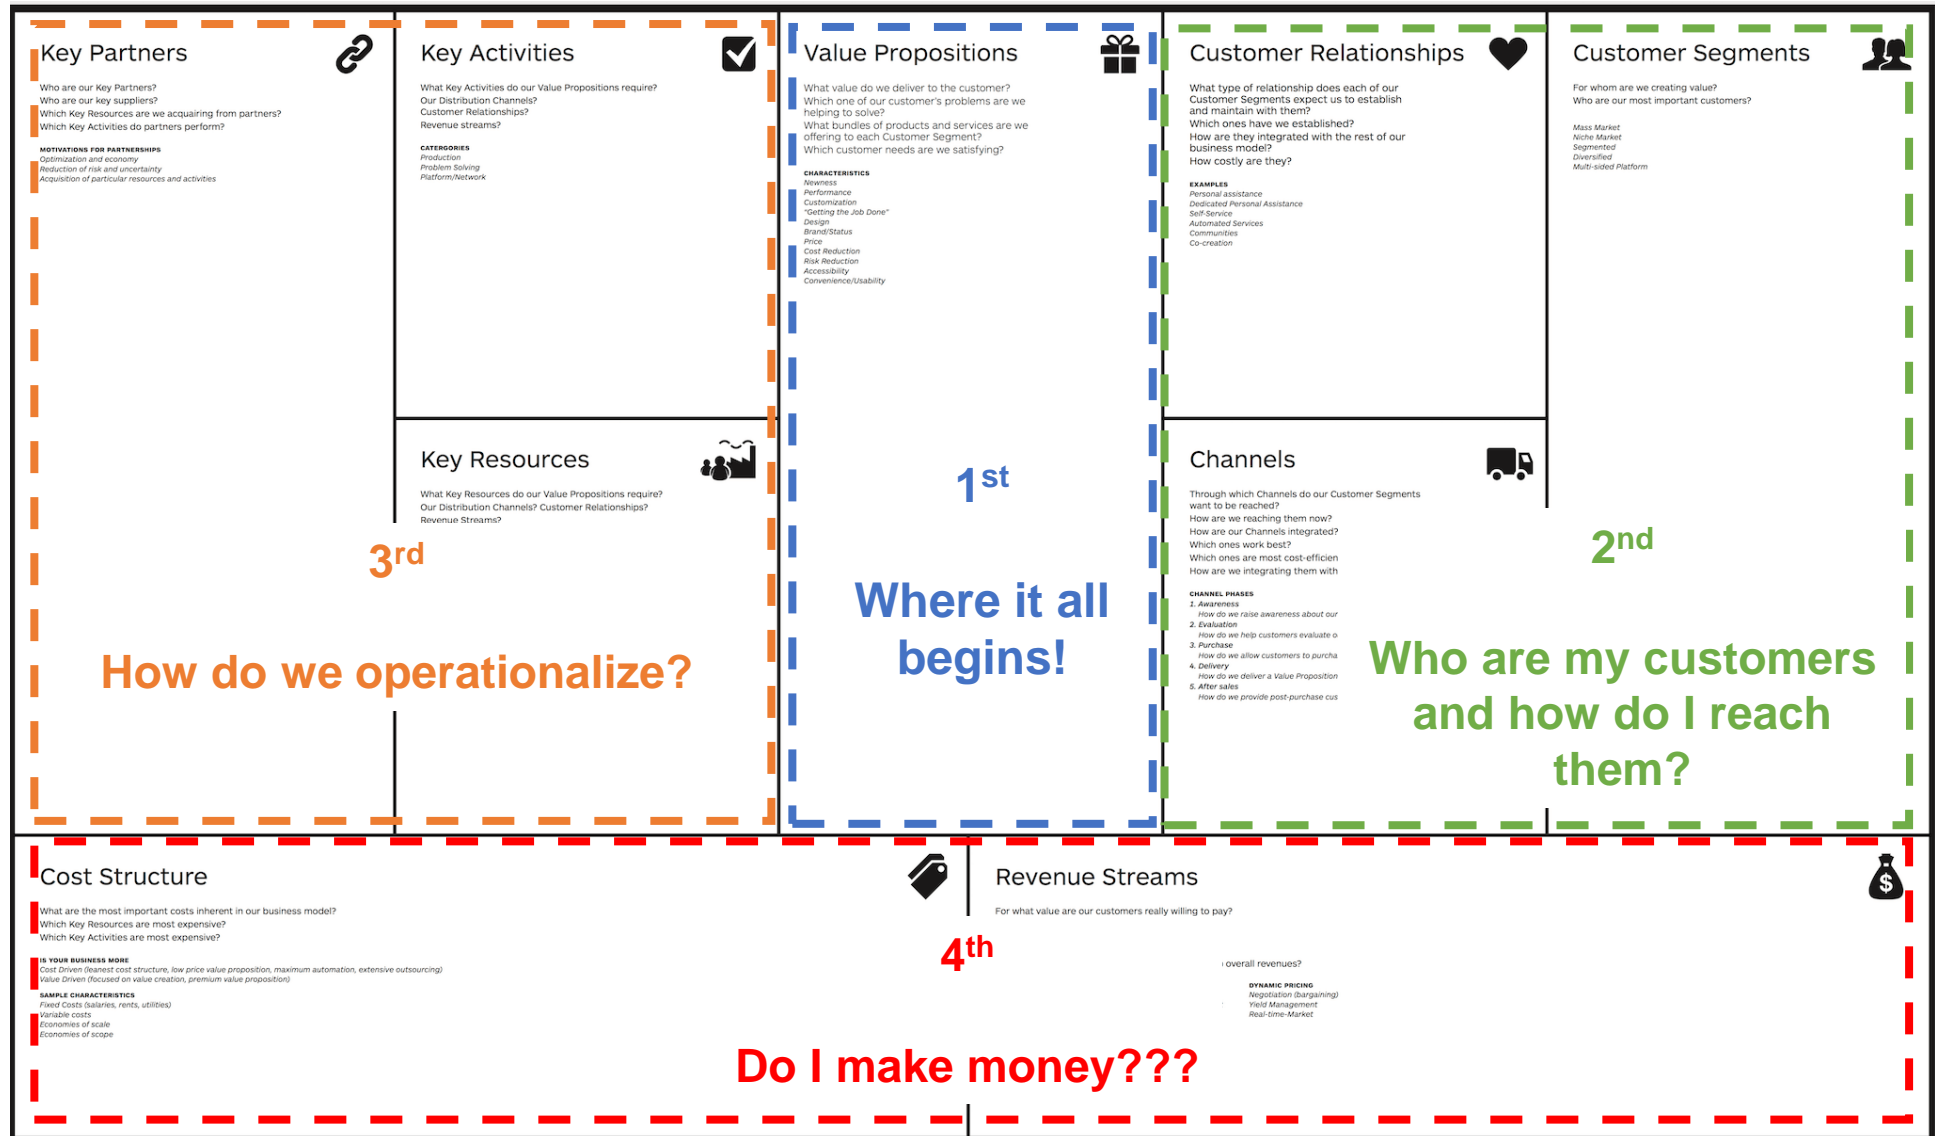 Key Partners
Who are our Key Partners?
Who are our key suppliers?
Which Key Resources are we acquairing from partners?
Which Key Activities do partners perform?
MOTIVATIONS FOR PARTNERSHIPS
Optimization and economy
Reduction of risk and uncertainty
Acquisition of particular resources and activities
Key Activities
What Key Activities do our Value Propositions require?
Our Distribution Channels?
Customer Relationships?
Revenue streams?
CATERGORIES
Production
Problem Solving
Platform/Network
Key Resources
What Key Resources do our Value Propositions require?
Our Distribution Channels? Customer Relationships?
Revenue Streams?
3rd
How do we operationalize?
Value Propositions
What value do we deliver to the customer?
Which one of our customer's problems are we
helping to solve?
What bundles of products and services are we
offering to each Customer Segment?
Which customer needs are we satisfying?
CHARACTERISTICS
Newness
Performance
Customization
"Getting the Job Done"
Design
Brand/Status
Price
Cost Reduction
Risk Reduction
Accessibility
Convenience/Usability
1st
Where it all
begins!
Customer Relationships
What type of relationship does each of our
Customer Segments expect us to establish
and maintain with them?
Which ones have we established?
How are they integrated with the rest of our
business model?
How costly are they?
EXAMPLES
Personal assistance
Dedicated Personal Assistance
Self-Service
Automated Services
Communities
Co-creation
Channels
Through which Channels do our Customer Segments
want to be reached?
How are we reaching them now?
How are our Channels integrated?
Which ones work best?
Which ones are most cost-efficien
How are we integrating them with
CHANNEL PHASES
1. Awareness
How do we raise awareness about our
2. Evaluation
How do we help customers evaluate o
3. Purchase
How do we allow customers to purcha
4. Delivery
How do we deliver a Value Proposition
5. After sales
How do we provide post-purchase cus
Customer Segments
For whom are we creating value?
Who are our most important customers?
Mass Market
Niche Market
Segmented
Diversified
Multi-sided Platform
2nd
Who are my customers
and how do I reach
them?
Cost Structure
What are the most important costs inherent in our business model?
Which Key Resources are most expensive?
Which Key Activities are most expensive?
IS YOUR BUSINESS MORE
Cost Driven (leanest cost structure, low price value proposition, maximum automation, extensive outsourcing)
Value Driven (focused on value creation, premium value proposition)
SAMPLE CHARACTERISTICS
Fixed Costs (salaries, rents, utilities)
Variable costs
Economies of scale
Economies of scope
Revenue Streams
$
For what value are our customers really willing to pay?
overall revenues?
DYNAMIC PRICING
Negotiation (bargaining)
Yield Management
Real-time-Market
4th
Do I make money???